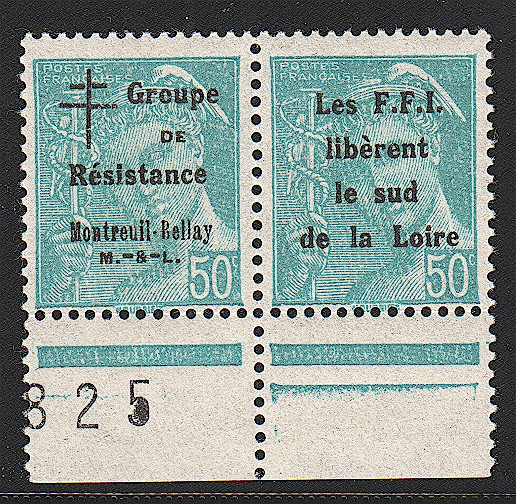 POSTES
FRANÇAISES
Groupe
DE
Résistance
Montreuil-Bellay
M.-&-L.
50c
POSTES
FRANÇAISES
Les F.F.I.
libèrent
le sud
de la Loire
50c
825